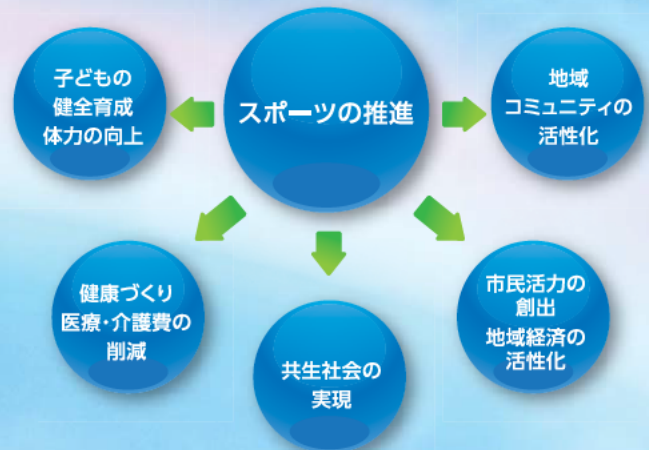 スポーツの推進
子どもの
健全育成
体力の向上
地域
コミュニティの
活性化
健康づくり
医療・介護費の
削減
共生社会の
実現
市民活力の
創出
地域経済の
活性化